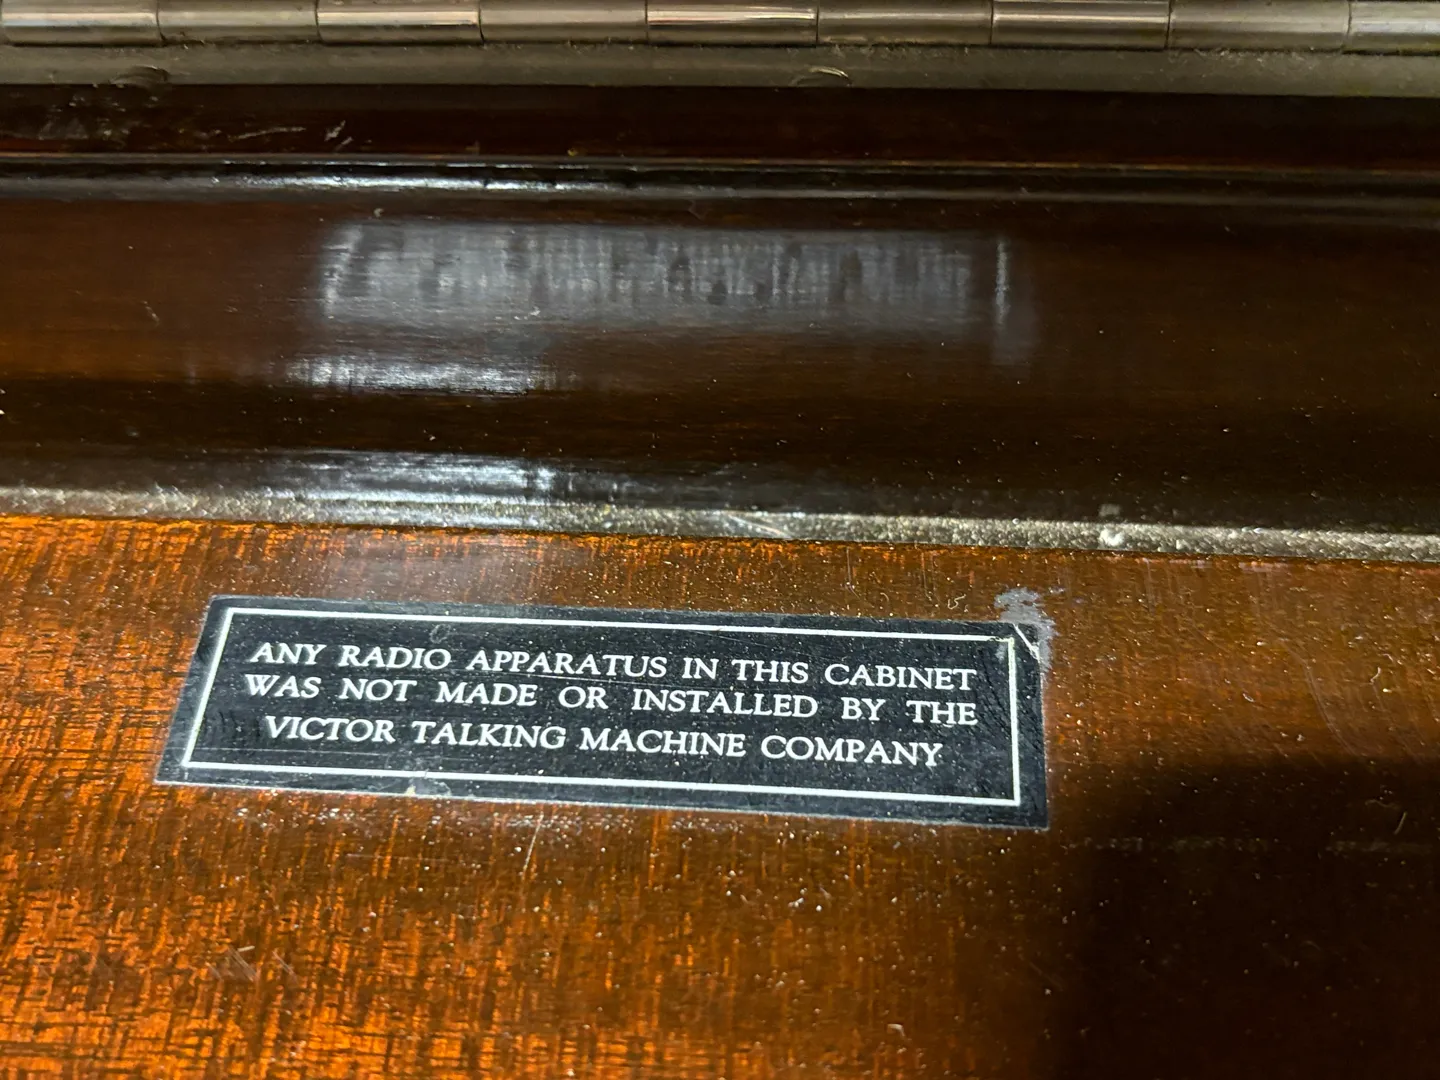 ANY RADIO APPARATUS IN THIS CABINET
WAS NOT MADE OR INSTALLED BY THE
VICTOR TALKING MACHINE COMPANY